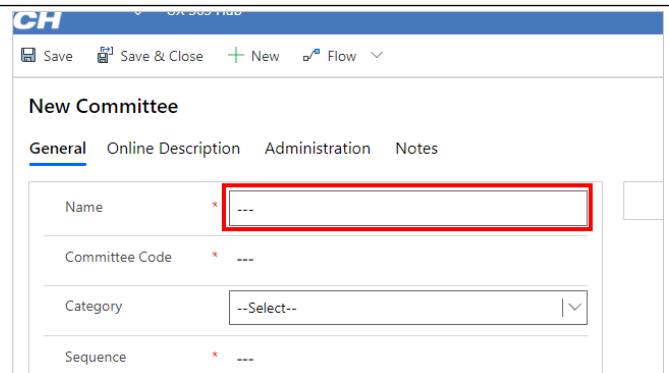 CH
Save Save & Close New Flow
New Committee
General Online Description Administration Notes
Name * ---
Committee Code * ---
Category --Select--
Sequence * ---